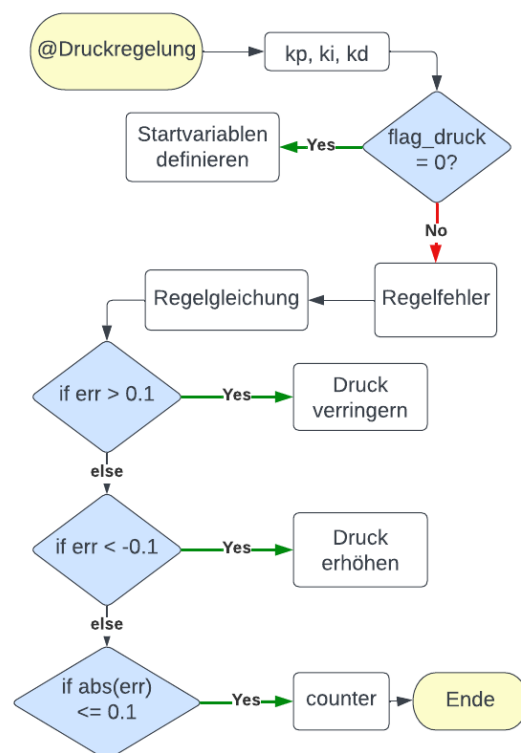 @Druckregelung
kp, ki, kd
flag_druck
= 0?
Yes
Startvariablen
definieren
No
Regelfehler
Regelgleichung
if err > 0.1
Yes
Druck
verringern
else
if err < -0.1
Yes
Druck
erhöhen
else
if abs(err)
<= 0.1
Yes
counter
Ende